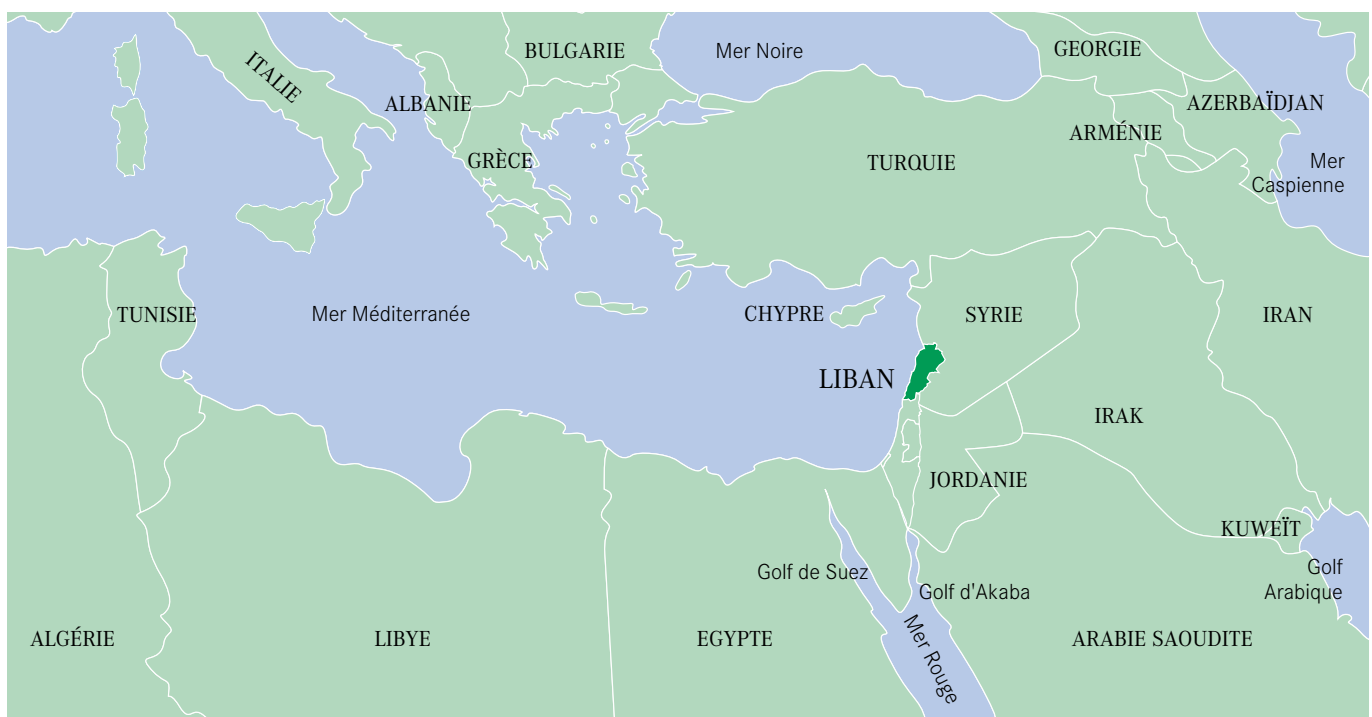 ITALIE
BULGARIE
Mer Noire
GEORGIE
ALBANIE
AZERBAÏDJAN
ARMÉNIE
GRÈCE
TURQUIE
Mer
Caspienne
TUNISIE
Mer Méditerranée
CHYPRE
SYRIE
IRAN
LIBAN
IRAK
JORDANIE
KUWEÏT
Golf de Suez
Golf d'Akaba
Golf
Arabique
ALGÉRIE
LIBYE
EGYPTE
Mer Rouge
ARABIE SAOUDITE